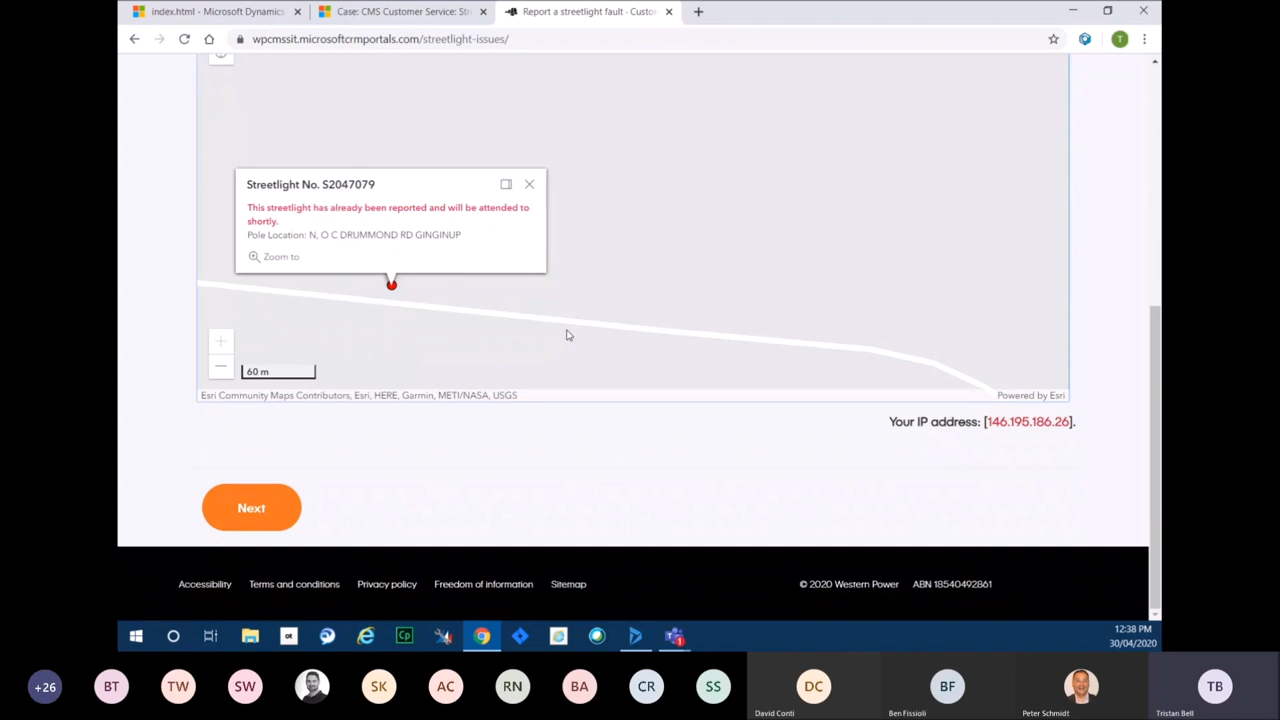 index.html - Microsoft Dynamics
Case: CMS Customer Service: Str
Report a streetlight fault · Custo
wpcmssit.microsoftcrmportals.com/streetlight-issues/
T
Streetlight No. S2047079
This streetlight has already been reported and will be attended to
shortly.
Pole Location: N, O C DRUMMOND RD GINGINUP
Zoom to
60 m
Esri Community Maps Contributors, Esri, HERE, Garmin, METI/NASA, USGS
Powered by Esri
Your IP address: [146.195.186.26].
Next
Accessibility
Terms and conditions
Privacy policy
Freedom of information
Sitemap
© 2020 Western Power
ABN 18540492861
ot
Cp
1
12:38 PM
30/04/2020
+26
BT
TW
SW
SK
AC
RN
BA
CR
SS
DC
BF
TB
David Conti
Ben Fissioli
Peter Schmidt
Tristan Bell